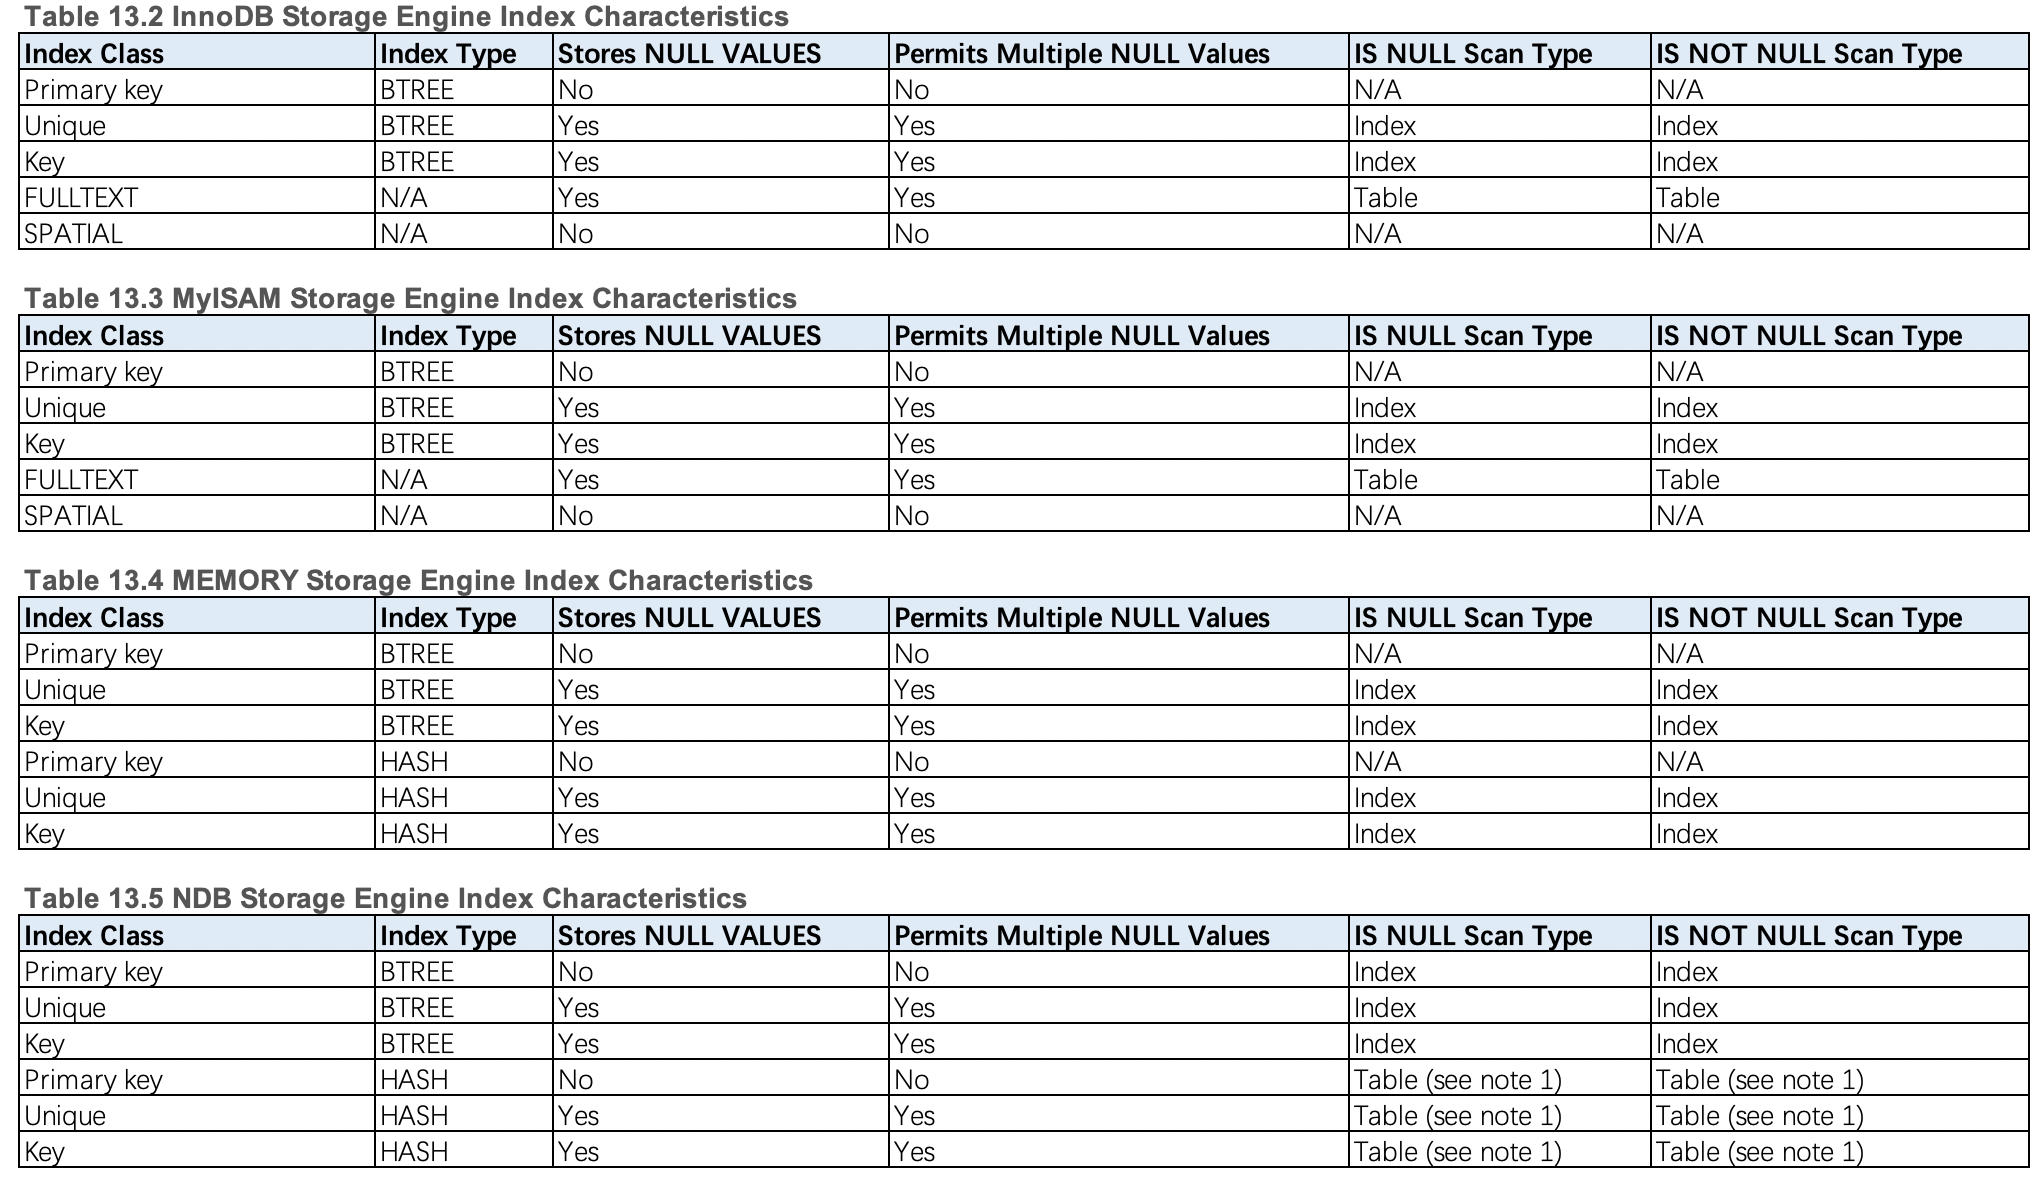 Table 13.2 InnoDB Storage Engine Index Characteristics
Index Class Index Type Stores NULL VALUES Permits Multiple NULL Values IS NULL Scan Type IS NOT NULL Scan Type
Primary key BTREE No No N/A N/A
Unique BTREE Yes Yes Index Index
Key BTREE Yes Yes Index Index
FULLTEXT N/A Yes Yes Table Table
SPATIAL N/A No No N/A N/A
Table 13.3 MyISAM Storage Engine Index Characteristics
Index Class Index Type Stores NULL VALUES Permits Multiple NULL Values IS NULL Scan Type IS NOT NULL Scan Type
Primary key BTREE No No N/A N/A
Unique BTREE Yes Yes Index Index
Key BTREE Yes Yes Index Index
FULLTEXT N/A Yes Yes Table Table
SPATIAL N/A No No N/A N/A
Table 13.4 MEMORY Storage Engine Index Characteristics
Index Class Index Type Stores NULL VALUES Permits Multiple NULL Values IS NULL Scan Type IS NOT NULL Scan Type
Primary key BTREE No No N/A N/A
Unique BTREE Yes Yes Index Index
Key BTREE Yes Yes Index Index
Primary key HASH No No N/A N/A
Unique HASH Yes Yes Index Index
Key HASH Yes Yes Index Index
Table 13.5 NDB Storage Engine Index Characteristics
Index Class Index Type Stores NULL VALUES Permits Multiple NULL Values IS NULL Scan Type IS NOT NULL Scan Type
Primary key BTREE No No Index Index
Unique BTREE Yes Yes Index Index
Key BTREE Yes Yes Index Index
Primary key HASH No No Table (see note 1) Table (see note 1)
Unique HASH Yes Yes Table (see note 1) Table (see note 1)
Key HASH Yes Yes Table (see note 1) Table (see note 1)